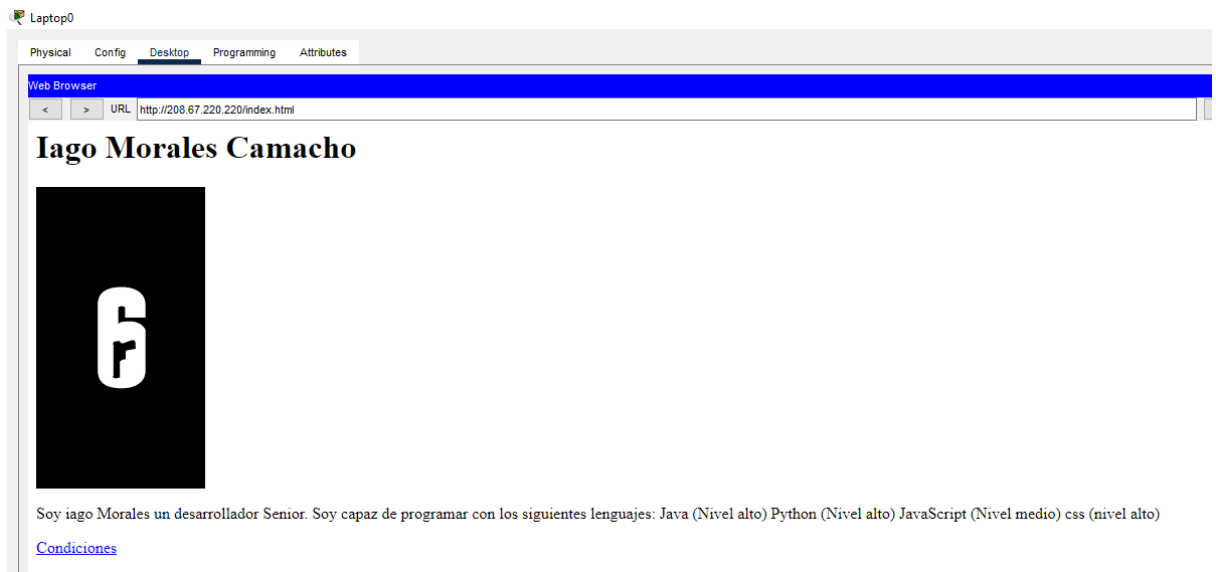 Laptop0
Physical Config Desktop Programming Attributes
Web Browser
< > URL http://208.67.220.220/index.html
Iago Morales Camacho
6
r
Soy iago Morales un desarrollador Senior. Soy capaz de programar con los siguientes lenguajes: Java (Nivel alto) Python (Nivel alto) JavaScript (Nivel medio) css (nivel alto)
Condiciones